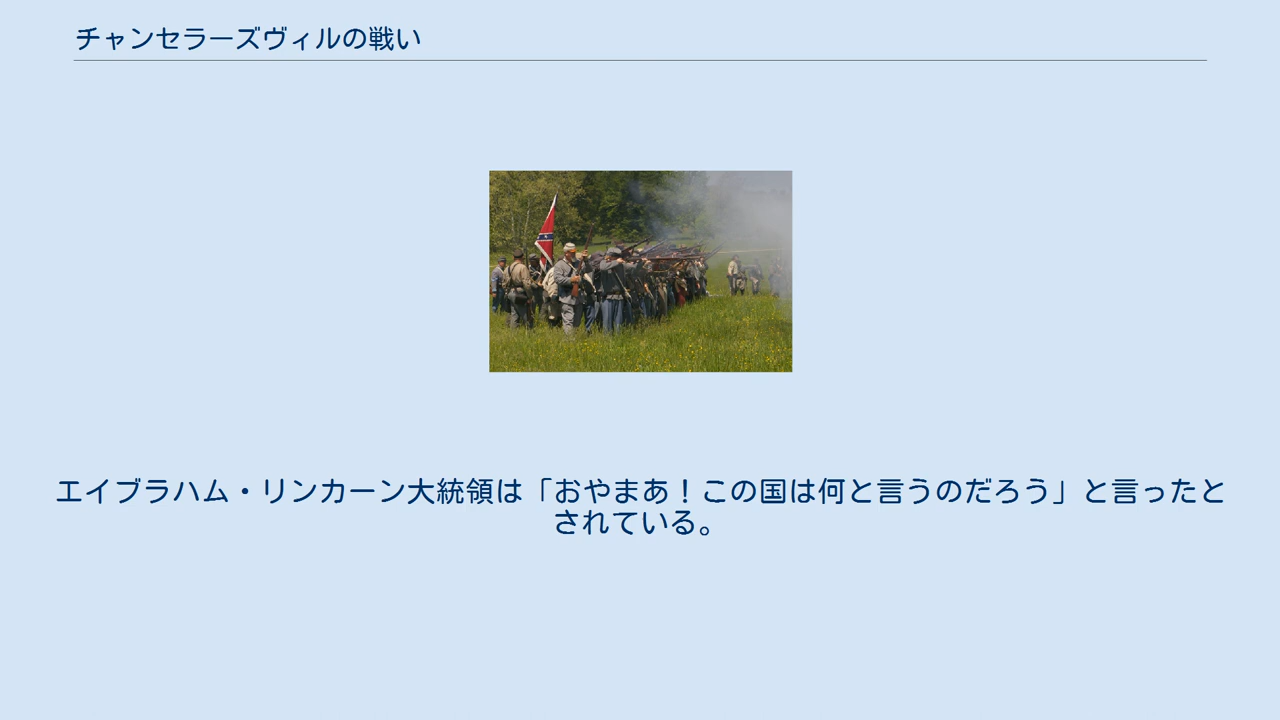 チャンセラーズヴィルの戦い
エイブラハム・リンカーン大統領は「おやまあ！この国は何と言うのだろう」と言ったと
されている。